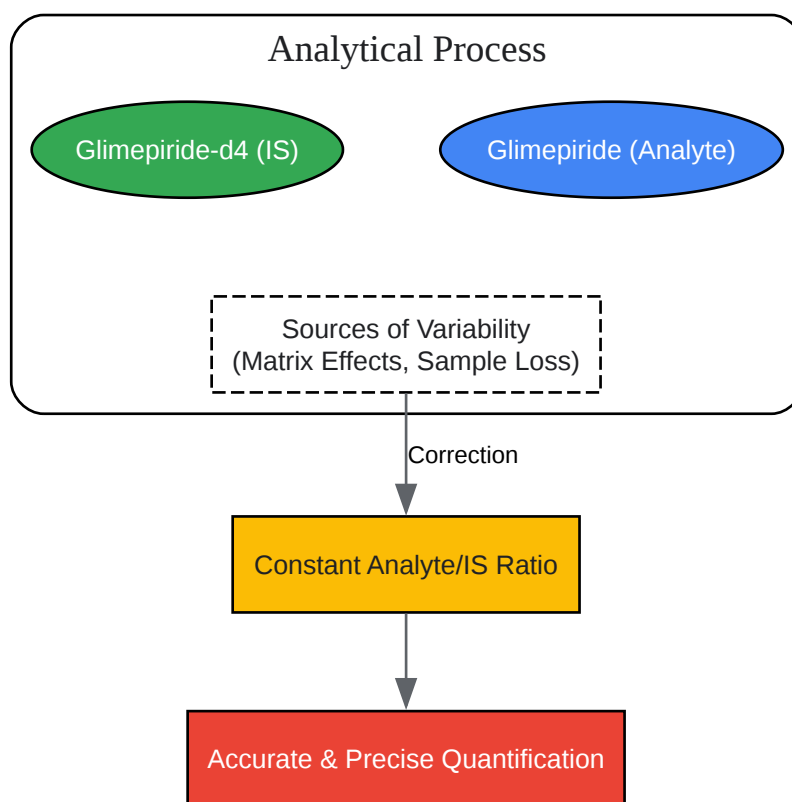 Analytical Process
Glimepiride-d4 (IS)
Glimepiride (Analyte)
Sources of Variability
(Matrix Effects, Sample Loss)
Correction
Constant Analyte/IS Ratio
Accurate & Precise Quantification